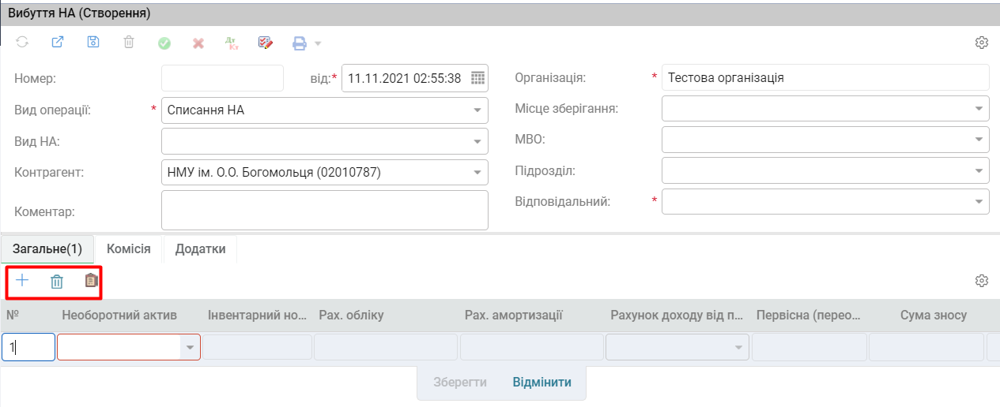 Вибуття НА (Створення)
Дт
Кт
Номер:
від:* 11.11.2021 02:55:38
Вид операції: * Списання НА
Вид НА:
Контрагент: НМУ ім. О.О. Богомольця (02010787)
Коментар:
Організація: * Тестова організація
Місце зберігання:
МВО:
Підрозділ:
Відповідальний: *
Загальне(1) Комісія Додатки
№ Необоротний актив Інвентарний но... Рах. обліку Рах. амортизації Рахунок доходу від п... Первісна (перео... Сума зносу
1
Зберегти Відмінити